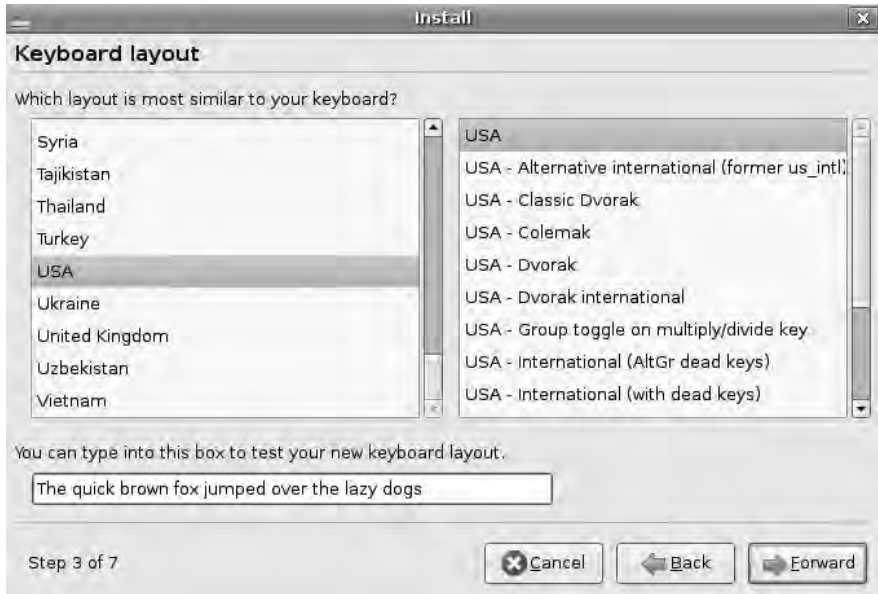 Install
Keyboard layout
Which layout is most similar to your keyboard?
Syria
Tajikistan
Thailand
Turkey
USA
Ukraine
United Kingdom
Uzbekistan
Vietnam
USA
USA - Alternative international (former us_intl)
USA - Classic Dvorak
USA - Colemak
USA - Dvorak
USA - Dvorak international
USA - Group toggle on multiply/divide key
USA - International (AltGr dead keys)
USA - International (with dead keys)
You can type into this box to test your new keyboard layout.
The quick brown fox jumped over the lazy dogs
Step 3 of 7
Cancel
Back
Forward